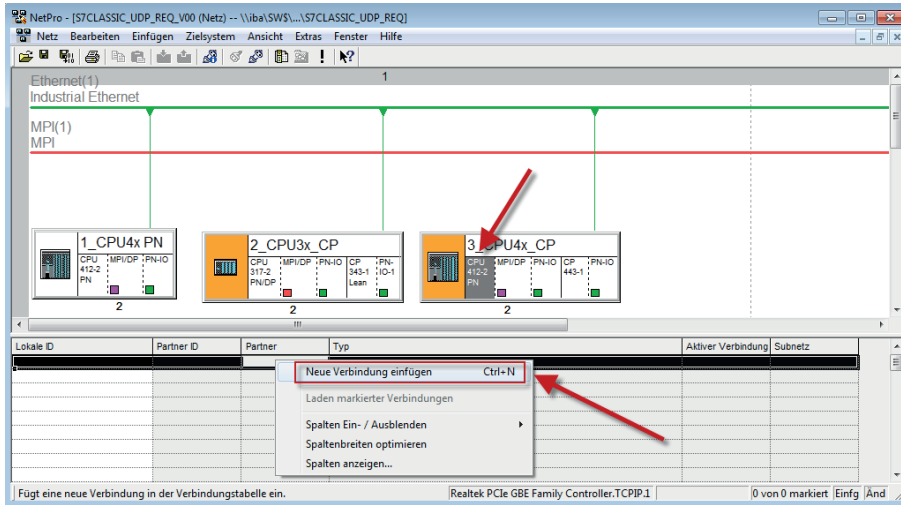 NetPro - [S7CLASSIC_UDP_REQ_V00 (Netz) -- \\iba\SWS\...\S7CLASSIC_UDP_REQ]
Netz Bearbeiten Einfügen Zielsystem Ansicht Extras Fenster Hilfe
1
Ethernet(1)
Industrial Ethernet
MPI(1)
MPI
1_CPU4x PN
CPU 412-2 PN
MPI/DP
PN-IO
2
2_CPU3x_CP
CPU 317-2 PN/DP
MPI/DP
PN-IO
CP 343-1 Lean
PN-IO-1
2
3_CPU4x_CP
CPU 412-2 PN
MPI/DP
PN-IO
CP 443-1
PN-IO
2
Lokale ID Partner ID Partner Typ Aktiver Verbindung Subnetz
Neue Verbindung einfügen Ctrl+N
Laden markierter Verbindungen
Spalten Ein- / Ausblenden
Spaltenbreiten optimieren
Spalten anzeigen...
Fügt eine neue Verbindung in der Verbindungstabelle ein. Realtek PCIe GBE Family Controller.TCPIP.1 0 von 0 markiert Einfg Änd